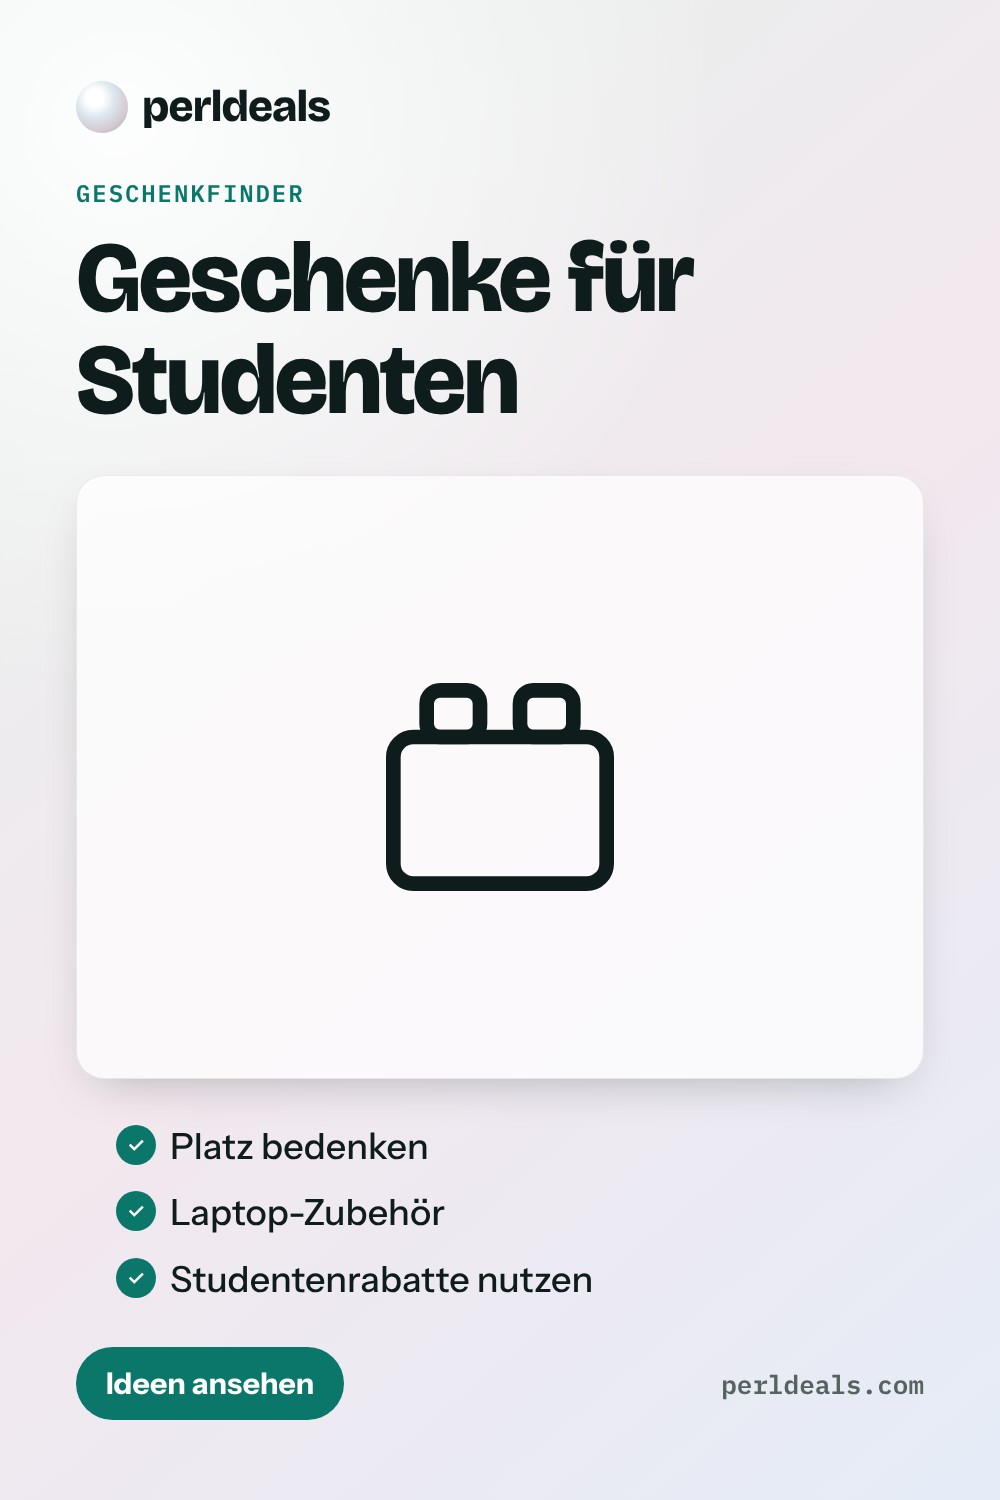 perldeals
GESCHENKFINDER
Geschenke für
Studenten
Platz bedenken
Laptop-Zubehör
Studentenrabatte nutzen
Ideen ansehen
perldeals.com